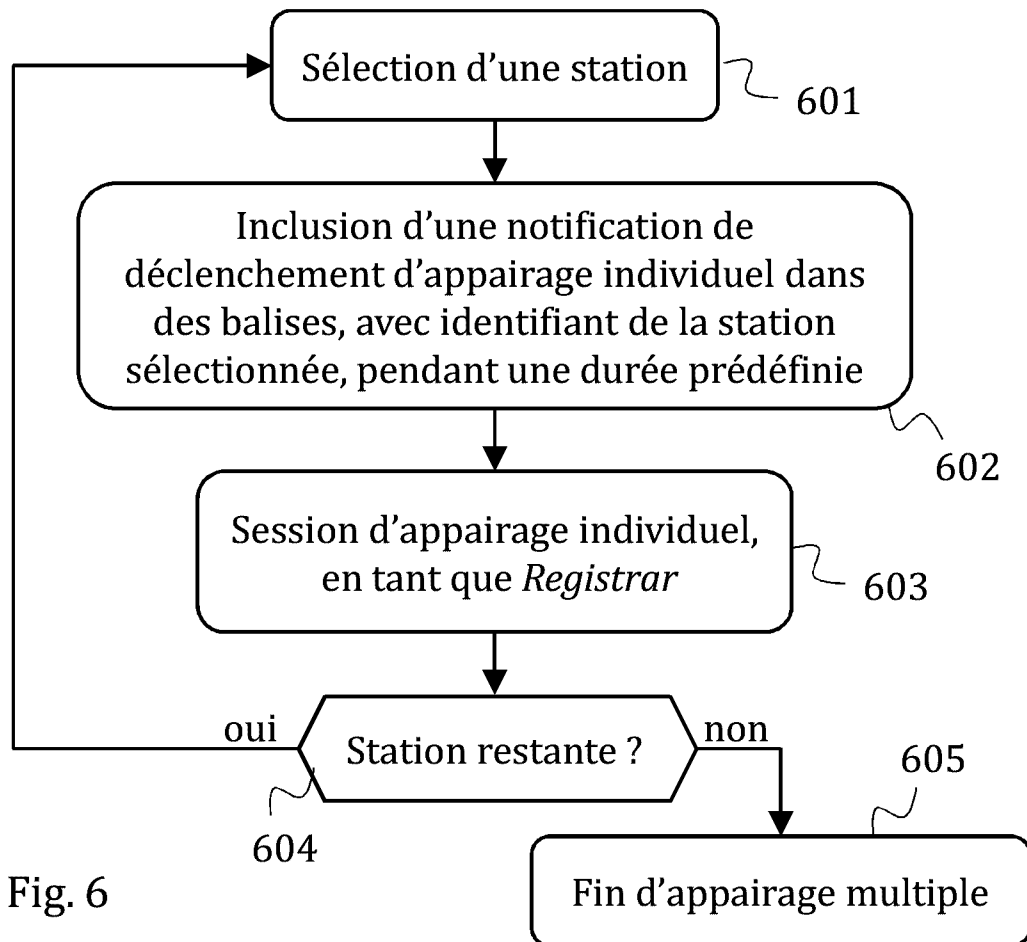 Sélection d’une station
601
Inclusion d’une notification de
déclenchement d’appairage individuel dans
des balises, avec identifiant de la station
sélectionnée, pendant une durée prédéfinie
602
Session d’appairage individuel,
en tant que Registrar
603
oui
Station restante ?
non
604
605
Fin d’appairage multiple
Fig. 6